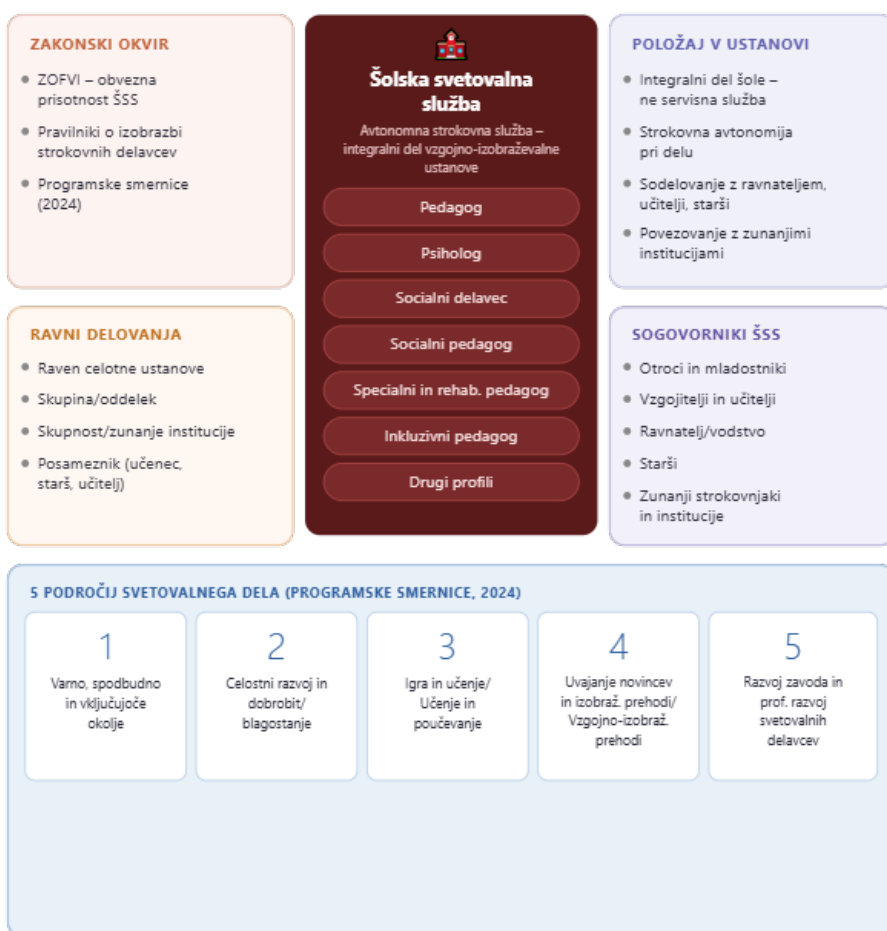 ZAKONSKI OKVIR
ZOFVI – obvezna
prisotnost ŠSS
Pravilniki o izobrazbi
strokovnih delavcev
Programske smernice
(2024)
Šolska svetovalna
služba
Avtonomna strokovna služba –
integralni del vzgojno-izobraževalne
ustanove
Pedagog
Psiholog
Socialni delavec
Socialni pedagog
Specialni in rehab. pedagog
Inkluzivni pedagog
Drugi profili
POLOŽAJ V USTANOVI
Integralni del šole –
ne servisna služba
Strokovna avtonomija
pri delu
Sodelovanje z ravnateljem,
učitelji, starši
Povezovanje z zunanjimi
institucijami
RAVNI DELOVANJA
Raven celotne ustanove
Skupina/oddelek
Skupnost/zunanje institucije
Posameznik (učenec,
starš, učitelj)
SOGOVORNIKI ŠSS
Otroci in mladostniki
Vzgojitelji in učitelji
Ravnatelj/vodstvo
Starši
Zunanji strokovnjaki
in institucije
5 PODROČIJ SVETOVALNEGA DELA (PROGRAMSKE SMERNICE, 2024)
1
Varno, spodbudno
in vključujoče
okolje
2
Celostni razvoj in
dobrobit/
blagostanje
3
Igra in učenje/
Učenje in
poučevanje
4
Uvajanje novincev
in izobraž. prehodi/
Vzgojno-izobraž.
prehodi
5
Razvoj zavoda in
prof. razvoj
svetovalnih
delavcev